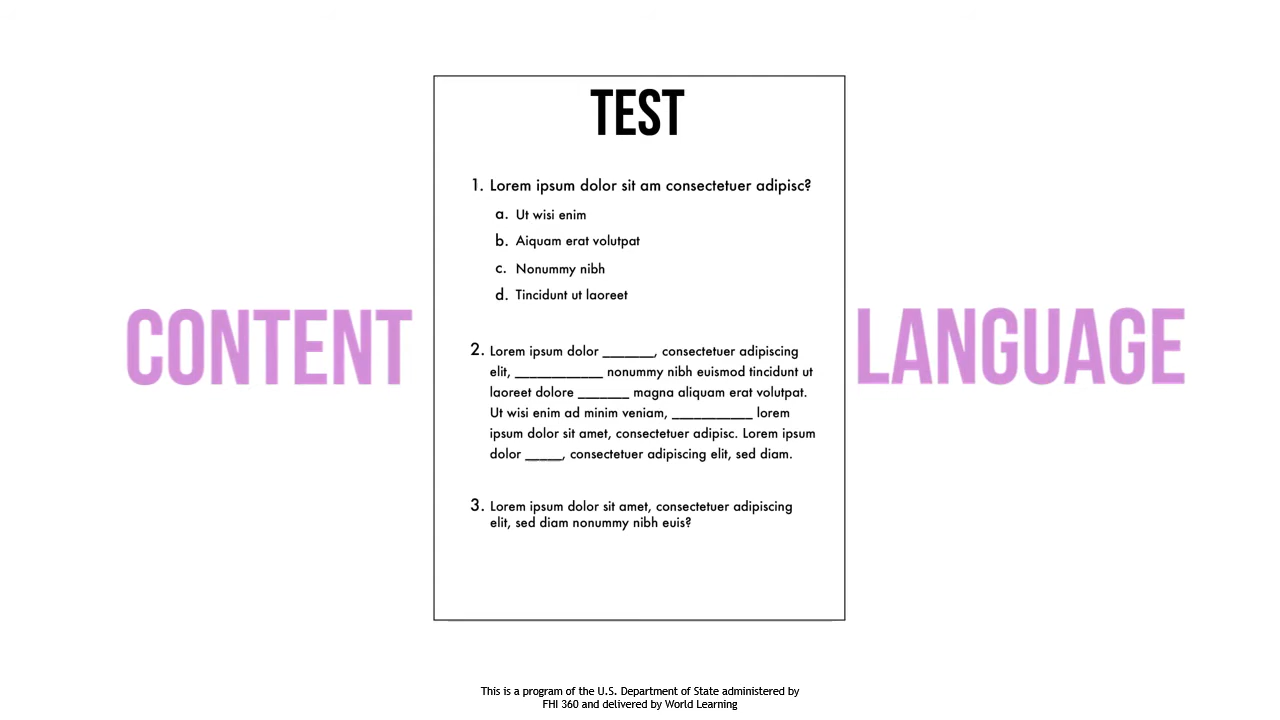 TEST
1. Lorem ipsum dolor sit am consectetuer adipisc?
a. Ut wisi enim
b. Aiquam erat volutpat
c. Nonummy nibh
d. Tincidunt ut laoreet
CONTENT
LANGUAGE
2. Lorem ipsum dolor _______, consectetuer adipiscing
elit, ____________ nonummy nibh euismod tincidunt ut
laoreet dolore _______ magna aliquam erat volutpat.
Ut wisi enim ad minim veniam, ___________ lorem
ipsum dolor sit amet, consectetuer adipisc. Lorem ipsum
dolor _____, consectetuer adipiscing elit, sed diam.
3. Lorem ipsum dolor sit amet, consectetuer adipiscing
elit, sed diam nonummy nibh euis?
This is a program of the U.S. Department of State administered by
FHI 360 and delivered by World Learning